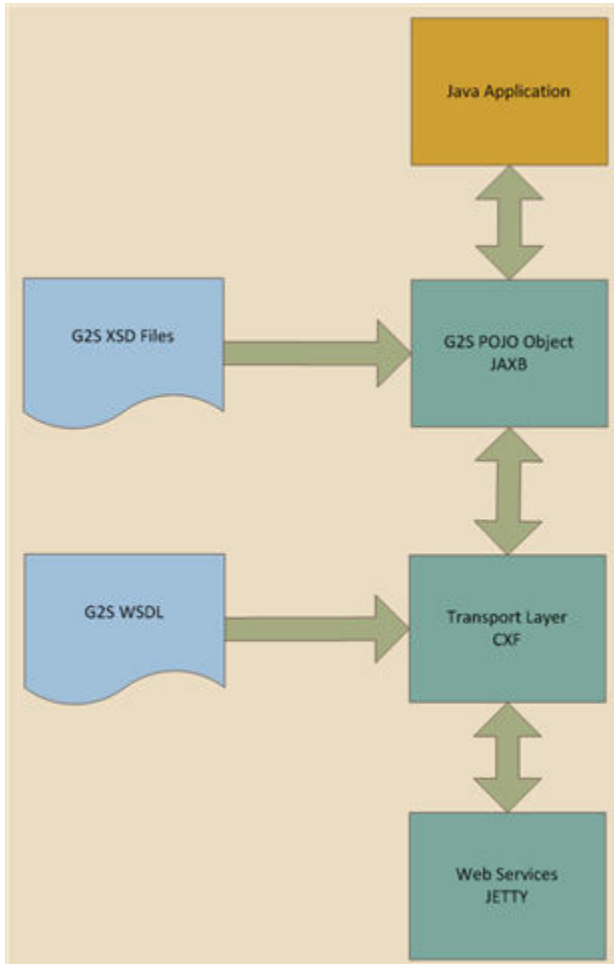 Java Application
G2S XSD Files
G2S POJO Object
JAXB
G2S WSDL
Transport Layer
CXF
Web Services
JETTY